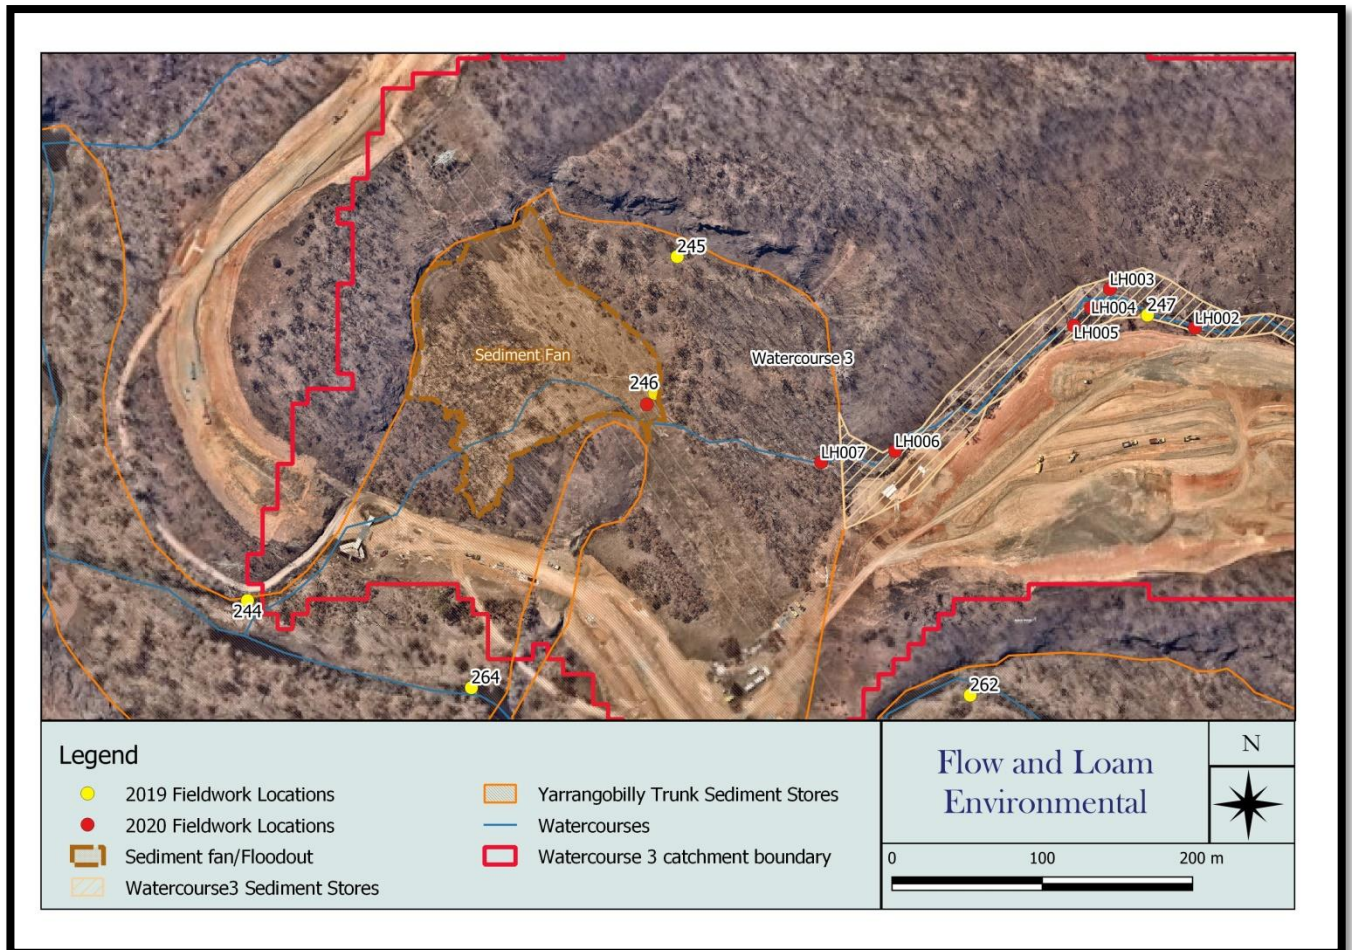 245
LH003
LH004
247
LH002
LH005
Sediment Fan
Watercourse 3
246
LH006
LH007
244
264
262
Legend
2019 Fieldwork Locations
2020 Fieldwork Locations
Sediment fan/Floodout
Watercourse3 Sediment Stores
Yarrangobilly Trunk Sediment Stores
Watercourses
Watercourse 3 catchment boundary
Flow and Loam
Environmental
N
0 100 200 m